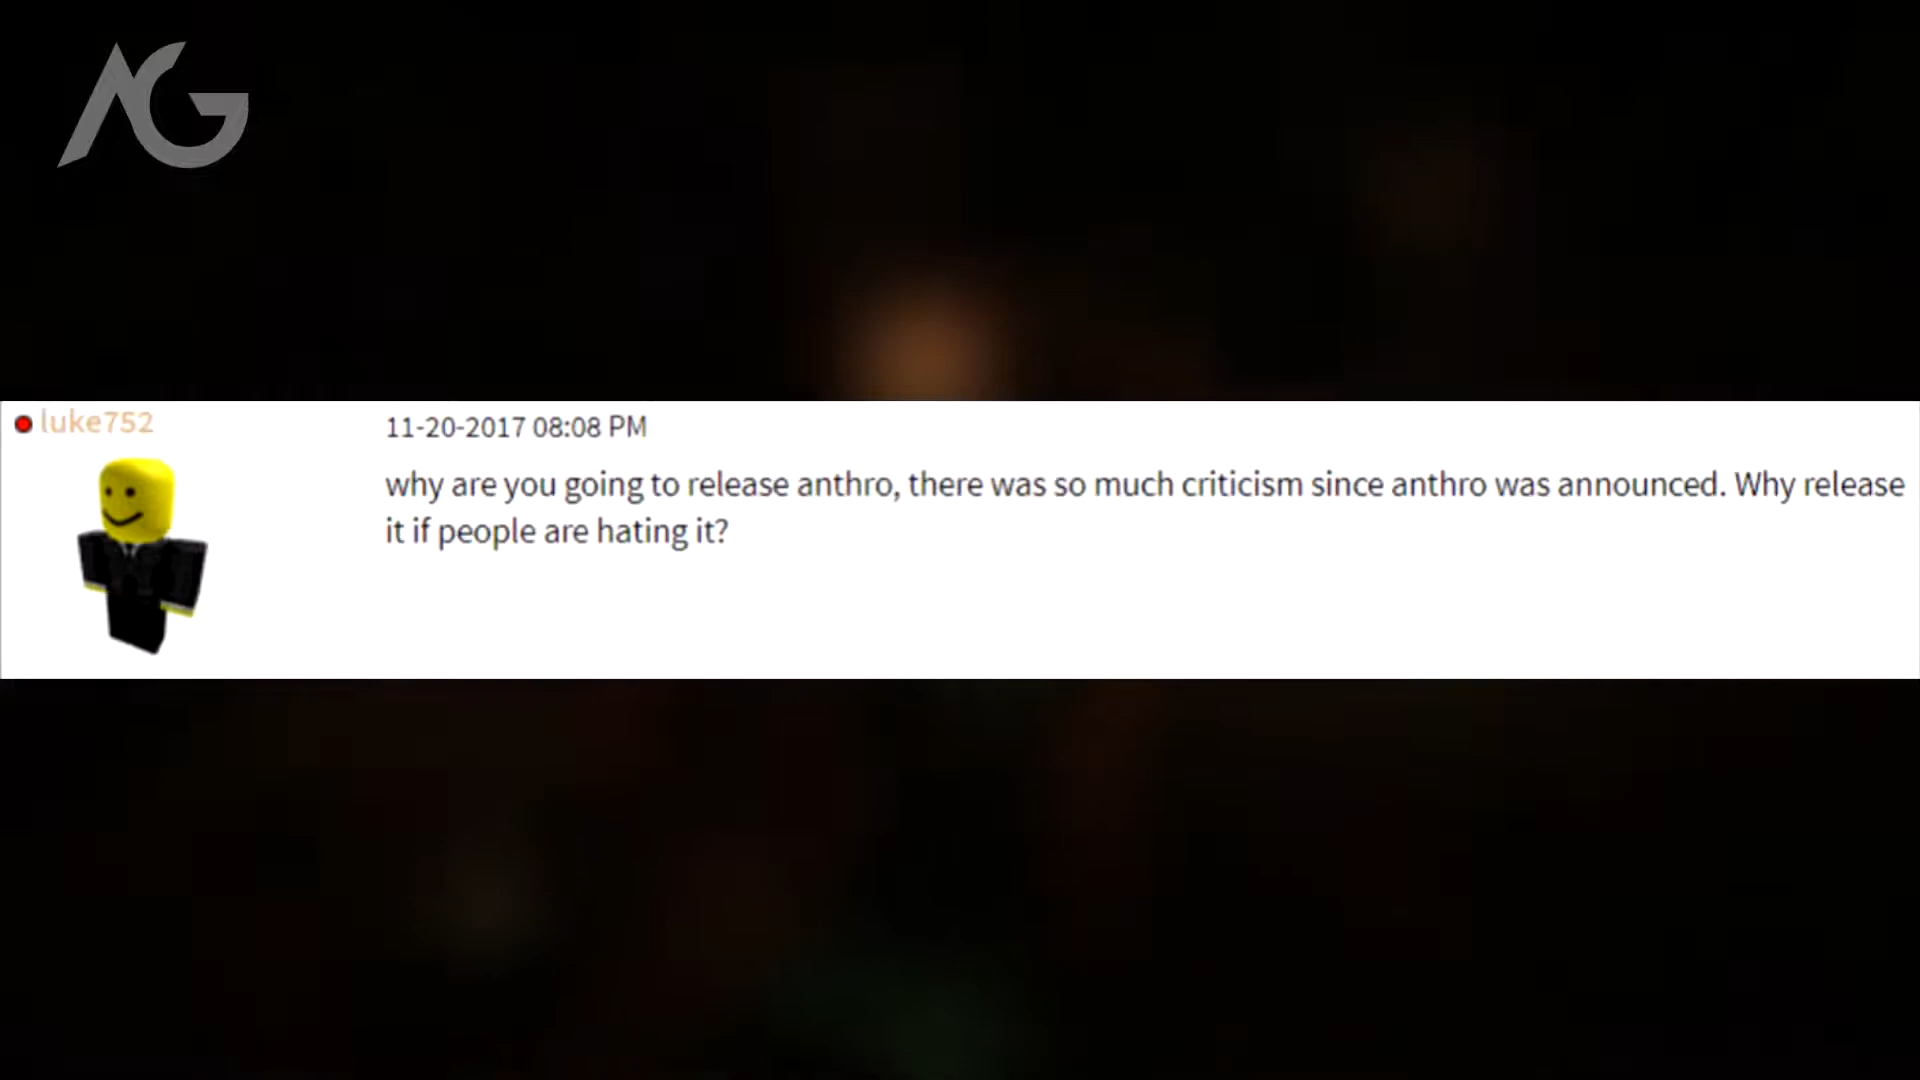 AG
luke752
11-20-2017 08:08 PM
why are you going to release anthro, there was so much criticism since anthro was announced. Why release
it if people are hating it?